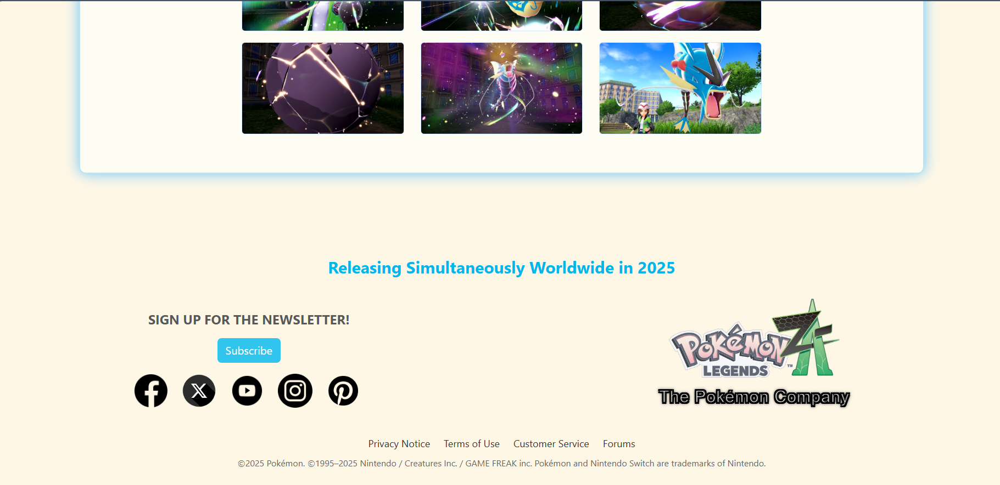 Releasing Simultaneously Worldwide in 2025
SIGN UP FOR THE NEWSLETTER!
Subscribe
POKéMON
LEGENDS
ZA
™
The Pokémon Company
Privacy Notice Terms of Use Customer Service Forums
©2025 Pokémon. ©1995–2025 Nintendo / Creatures Inc. / GAME FREAK inc. Pokémon and Nintendo Switch are trademarks of Nintendo.